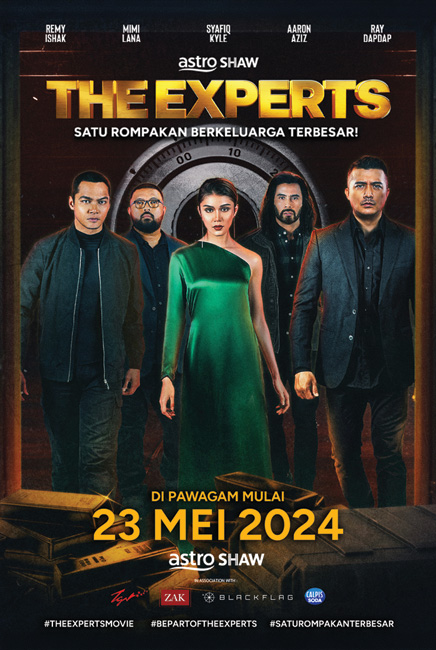 REMY ISHAK
MIMI LANA
SYAFIQ KYLE
AARON AZIZ
RAY DAPDAP
astro SHAW
THE EXPERTS
SATU ROMPAKAN BERKELUARGA TERBESAR!
00 10
DI PAWAGAM MULAI
23 MEI 2024
astro SHAW
IN ASSOCIATION WITH
ZAK
BLACKFLAG
CALPIS SODA
#THEEXPERTSMOVIE #BEPARTOFTHEEXPERTS #SATUROMPAKANTERBESAR